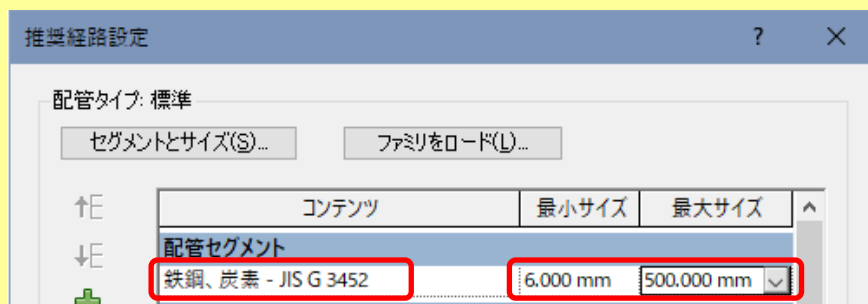 推奨経路設定 ? ×
配管タイプ: 標準
セグメントとサイズ(S)... ファミリをロード(L)...
コンテンツ 最小サイズ 最大サイズ
配管セグメント
鉄鋼、炭素 - JIS G 3452 6.000 mm 500.000 mm